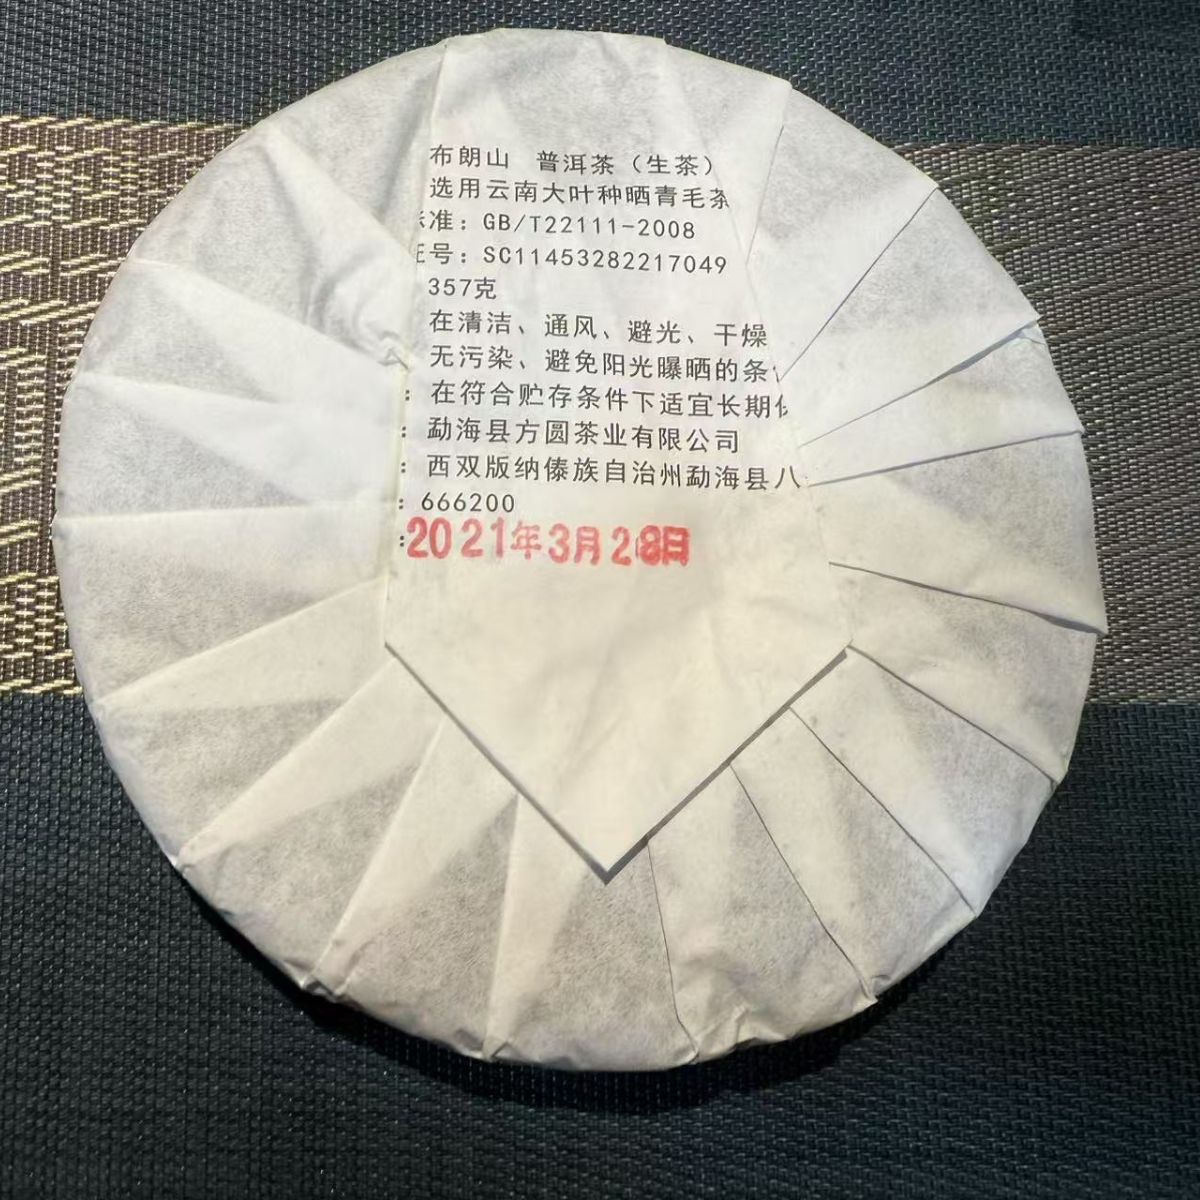 布朗山 普洱茶（生茶）
选用云南大叶种晒青毛茶
标准：GB/T22111-2008
证号：SC11453282217049
357克
在清洁、通风、避光、干燥
无污染、避免阳光曝晒的条
：在符合贮存条件下适宜长期
：勐海县方圆茶业有限公司
：西双版纳傣族自治州勐海县八
：666200
：2021年3月28日